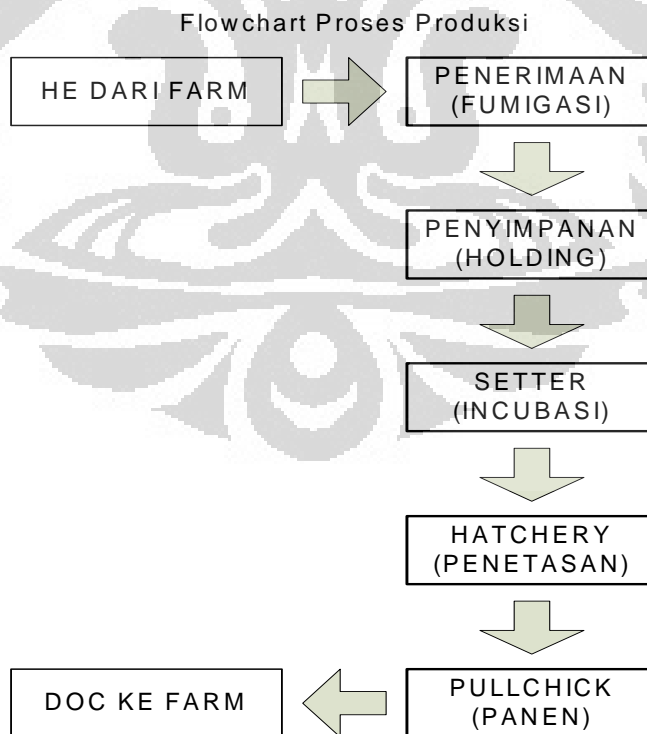 Flowchart Proses Produksi
HE DARI FARM
PENERIMAAN
(FUMIGASI)
PENYIMPANAN
(HOLDING)
SETTER
(INCUBASI)
HATCHERY
(PENETASAN)
PULLCHICK
(PANEN)
DOC KE FARM